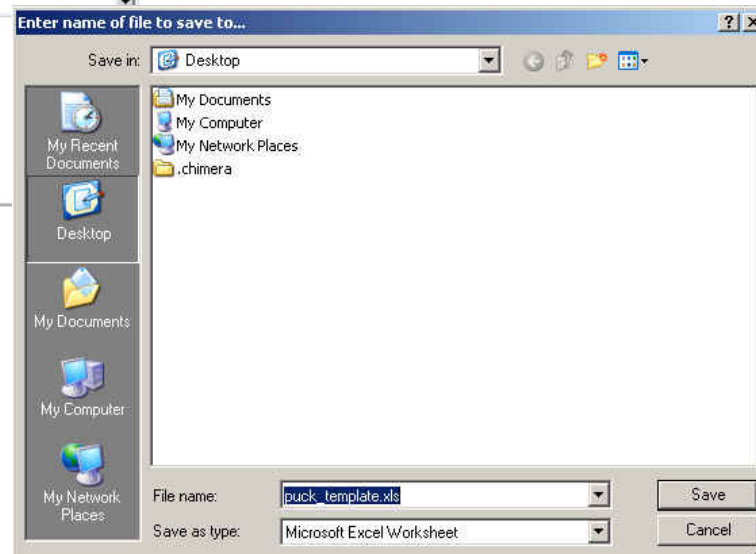 Enter name of file to save to...
Save in: Desktop
My Recent
Documents
Desktop
My Documents
My Computer
My Network
Places
My Documents
My Computer
My Network Places
.chimera
File name: puck_template.xls Save
Save as type: Microsoft Excel Worksheet Cancel